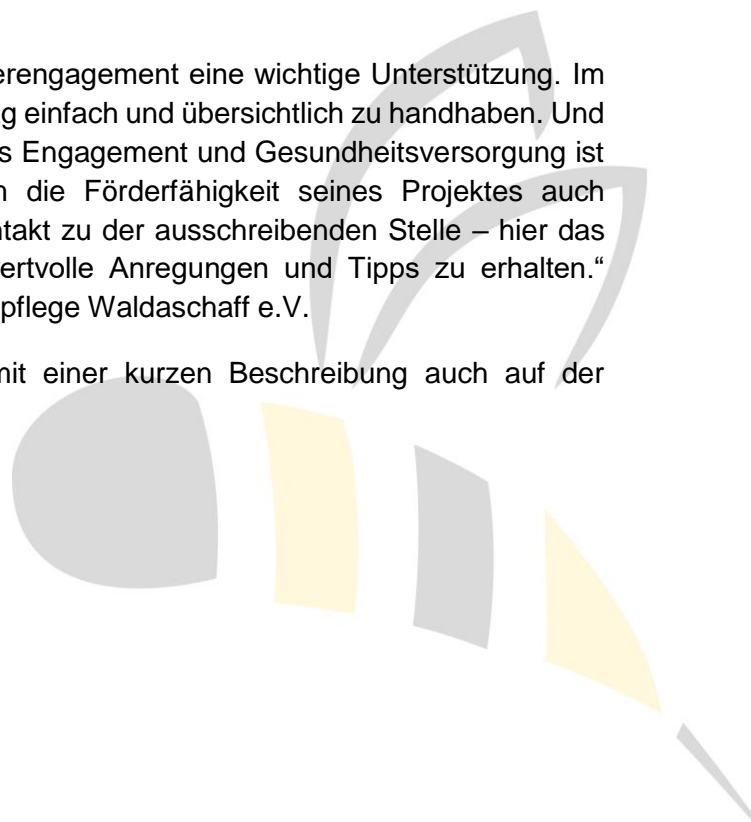 erengagement eine wichtige Unterstützung. Im
g einfach und übersichtlich zu handhaben. Und
s Engagement und Gesundheitsversorgung ist
n die Förderfähigkeit seines Projektes auch
ntakt zu der ausschreibenden Stelle – hier das
ertvolle Anregungen und Tipps zu erhalten.“
pflege Waldaschaff e.V.
mit einer kurzen Beschreibung auch auf der